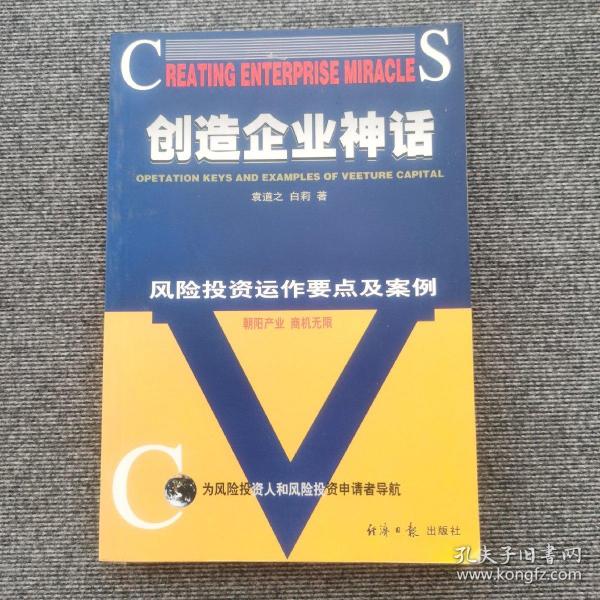 CREATING ENTERPRISE MIRACLES
创造企业神话
OPETATION KEYS AND EXAMPLES OF VEETURE CAPITAL
袁道之 白莉 著
风险投资运作要点及案例
朝阳产业 商机无限
V
C
为风险投资人和风险投资申请者导航
经济日报出版社
孔夫子旧书网
www.kongfz.com